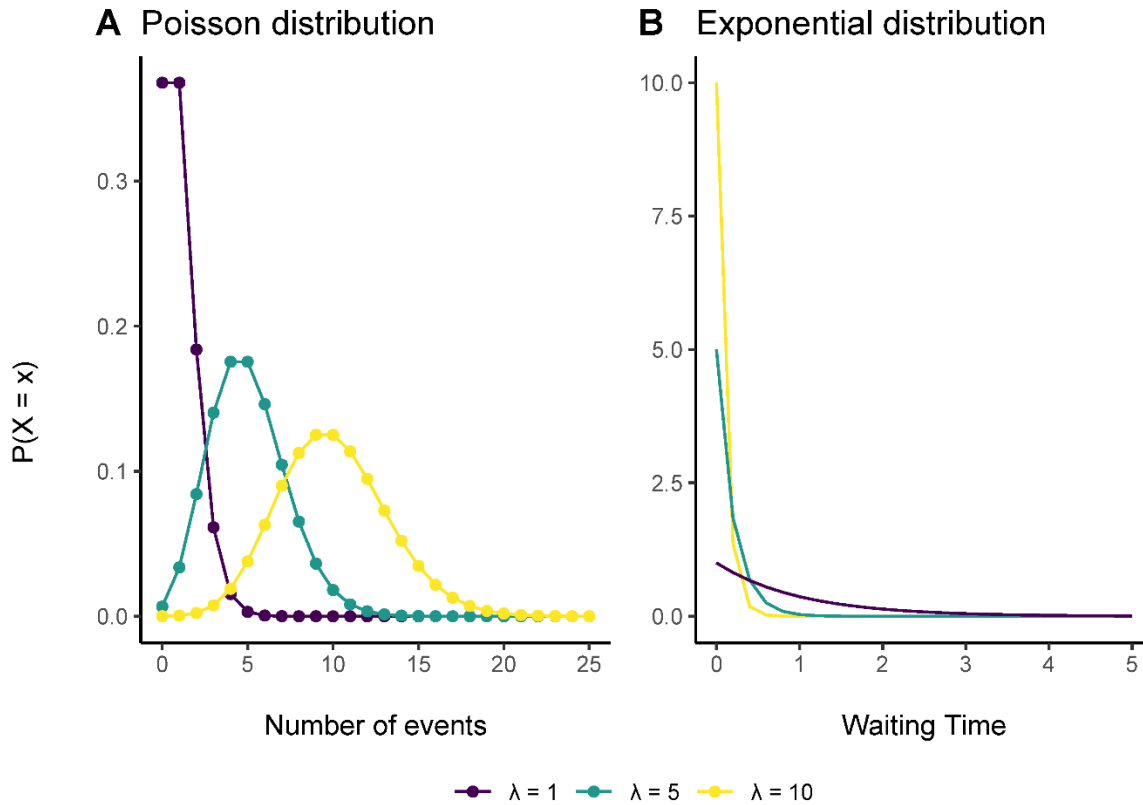 A Poisson distribution
0.3
0.2
0.1
0.0
P(X = x)
0 5 10 15 20 25
Number of events
B Exponential distribution
10.0
7.5
5.0
2.5
0.0
0 1 2 3 4 5
Waiting Time
λ = 1 λ = 5 λ = 10